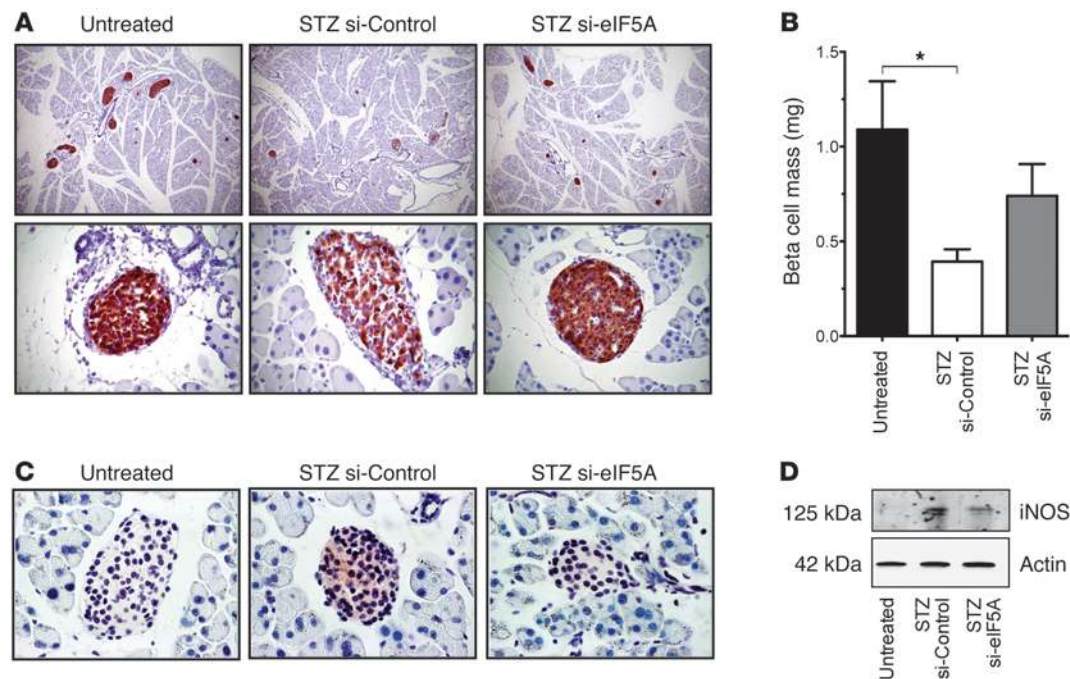 A
Untreated
STZ si-Control
STZ si-eIF5A
B
Beta cell mass (mg)
1.5
1.0
0.5
0.0
*
Untreated
STZ
si-Control
STZ
si-eIF5A
C
Untreated
STZ si-Control
STZ si-eIF5A
D
125 kDa
iNOS
42 kDa
Actin
Untreated
STZ
si-Control
STZ
si-eIF5A